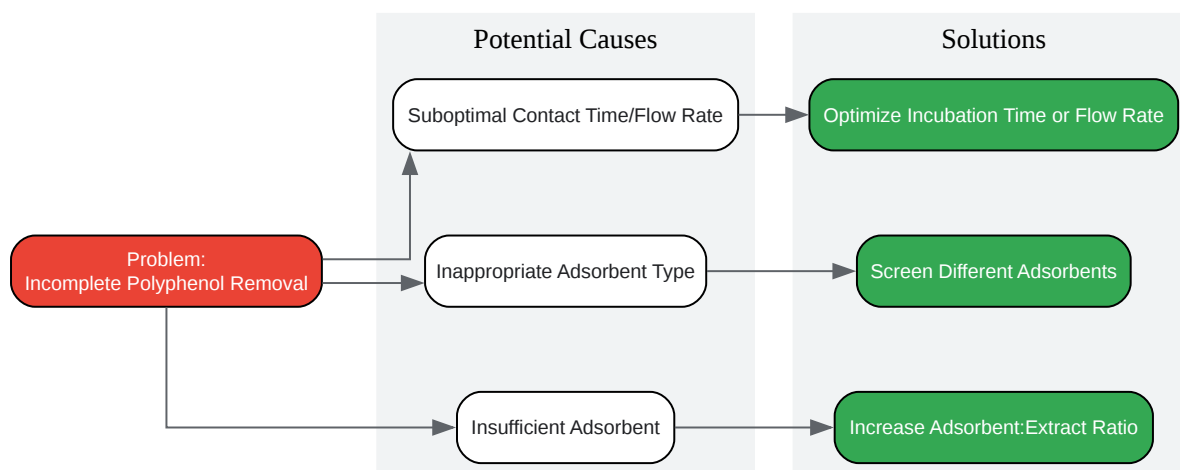 Potential Causes
Solutions
Suboptimal Contact Time/Flow Rate
Optimize Incubation Time or Flow Rate
Problem:
Incomplete Polyphenol Removal
Inappropriate Adsorbent Type
Screen Different Adsorbents
Insufficient Adsorbent
Increase Adsorbent:Extract Ratio